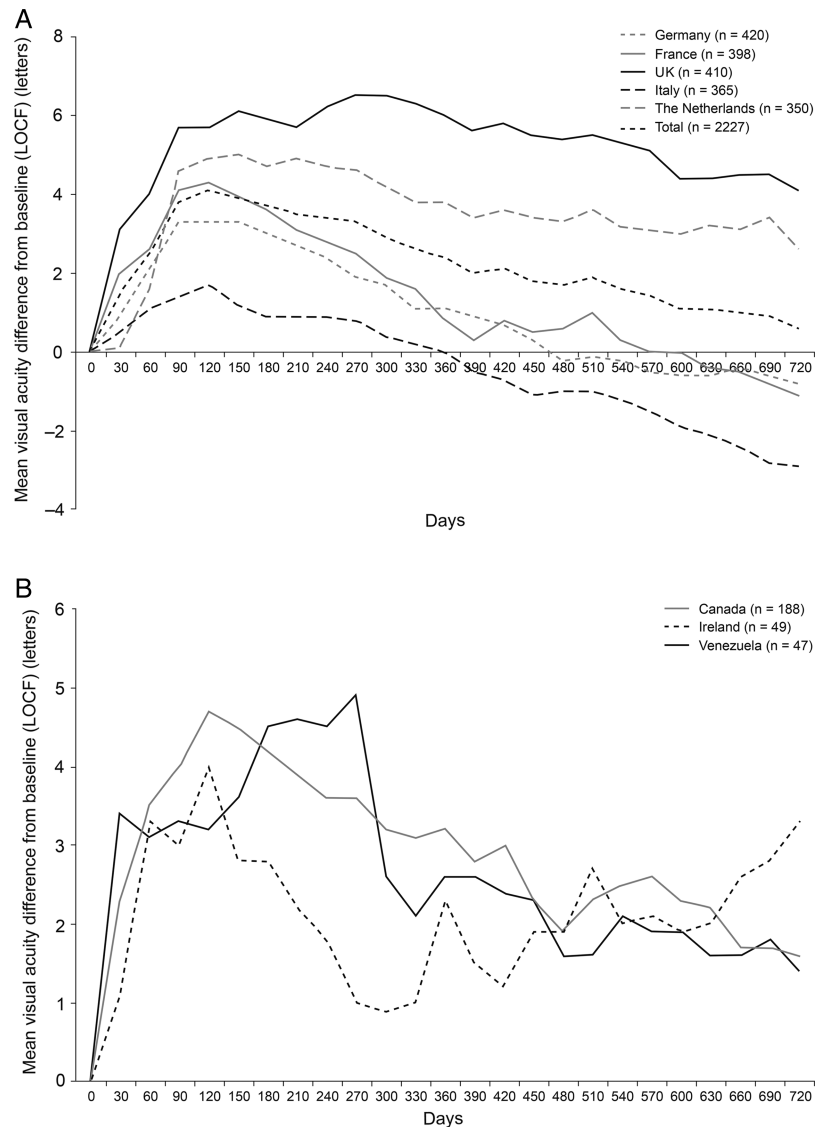 A
Mean visual acuity difference from baseline (LOCF) (letters)
8
6
4
2
0
–2
–4
Germany (n = 420)
France (n = 398)
UK (n = 410)
Italy (n = 365)
The Netherlands (n = 350)
Total (n = 2227)
0 30 60 90 120 150 180 210 240 270 300 330 360 390 420 450 480 510 540 570 600 630 660 690 720
Days
B
Mean visual acuity difference from baseline (LOCF) (letters)
6
5
4
3
2
1
0
Canada (n = 188)
Ireland (n = 49)
Venezuela (n = 47)
0 30 60 90 120 150 180 210 240 270 300 330 360 390 420 450 480 510 540 570 600 630 660 690 720
Days